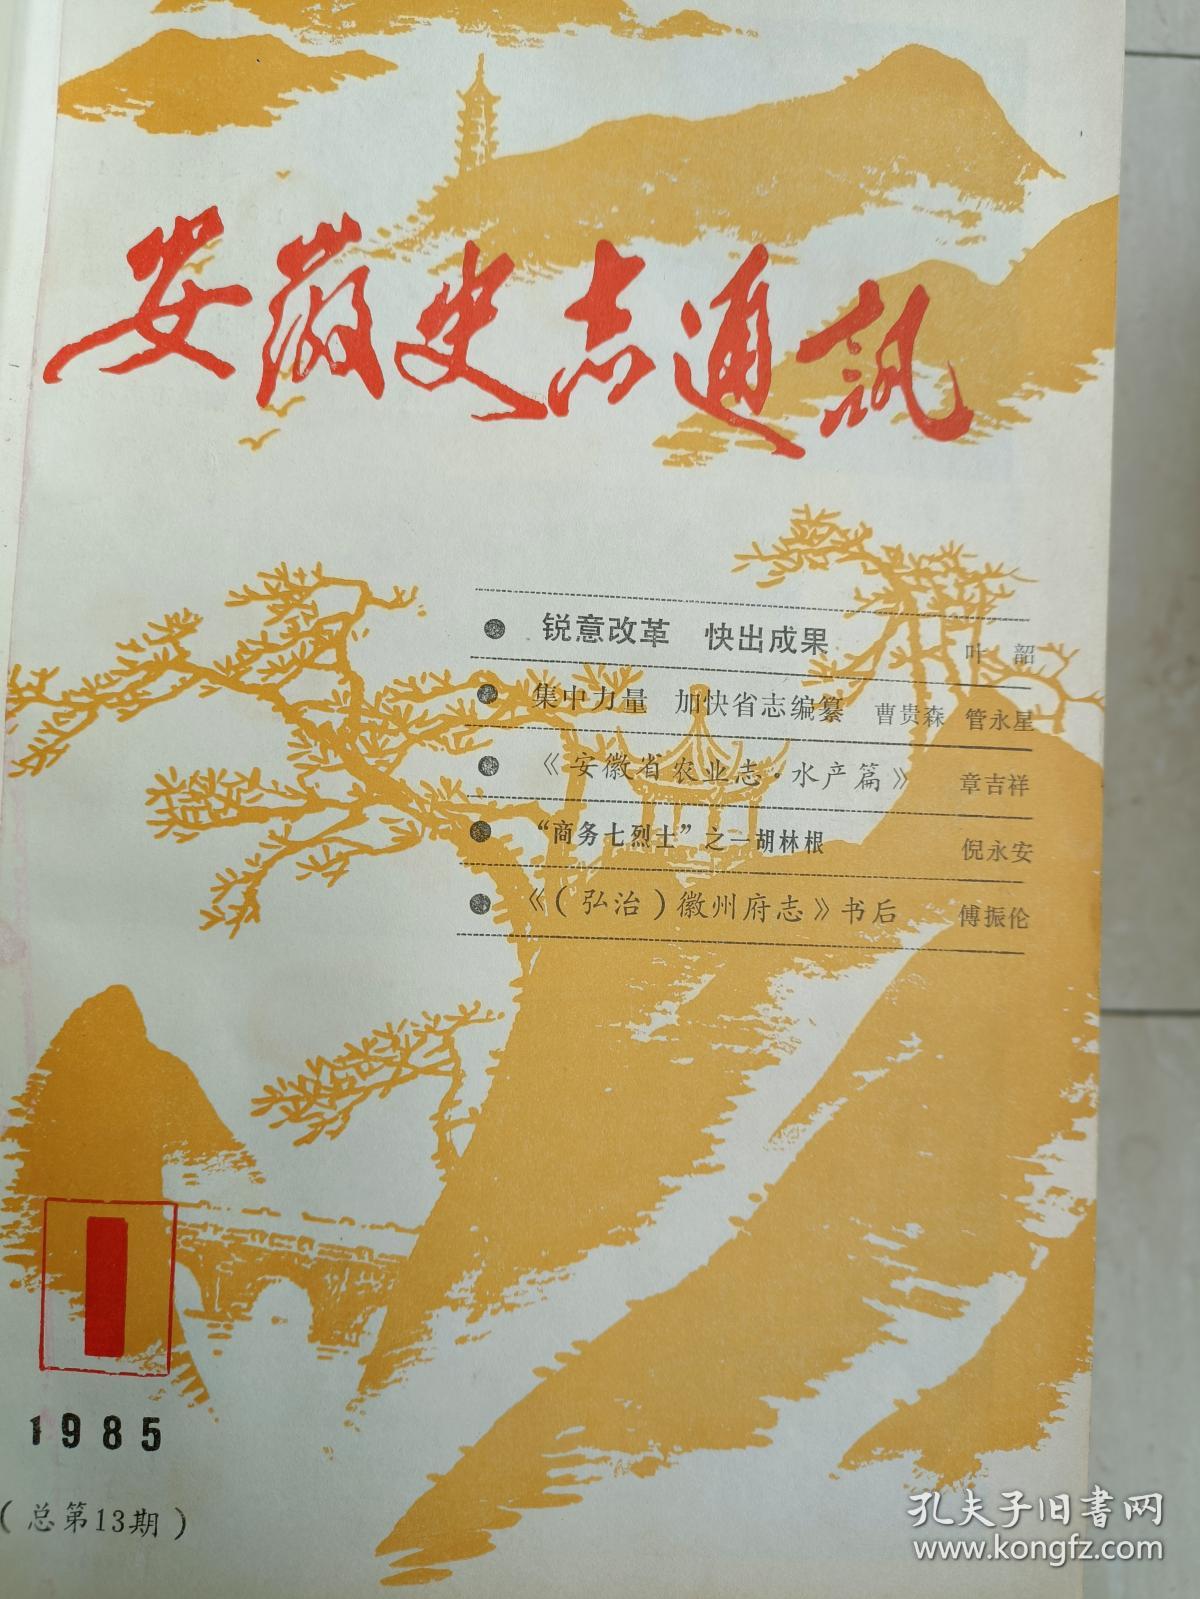 安徽史志通訊
● 锐意改革 快出成果 叶韶
● 集中力量 加快省志编纂 曹贵森 管永星
● 《安徽省农业志·水产篇》 章吉祥
● “商务七烈士”之一胡林根 倪永安
● 《(弘治)徽州府志》书后 傅振伦
1
1985
(总第13期)
孔夫子旧書网
www.kongfz.com